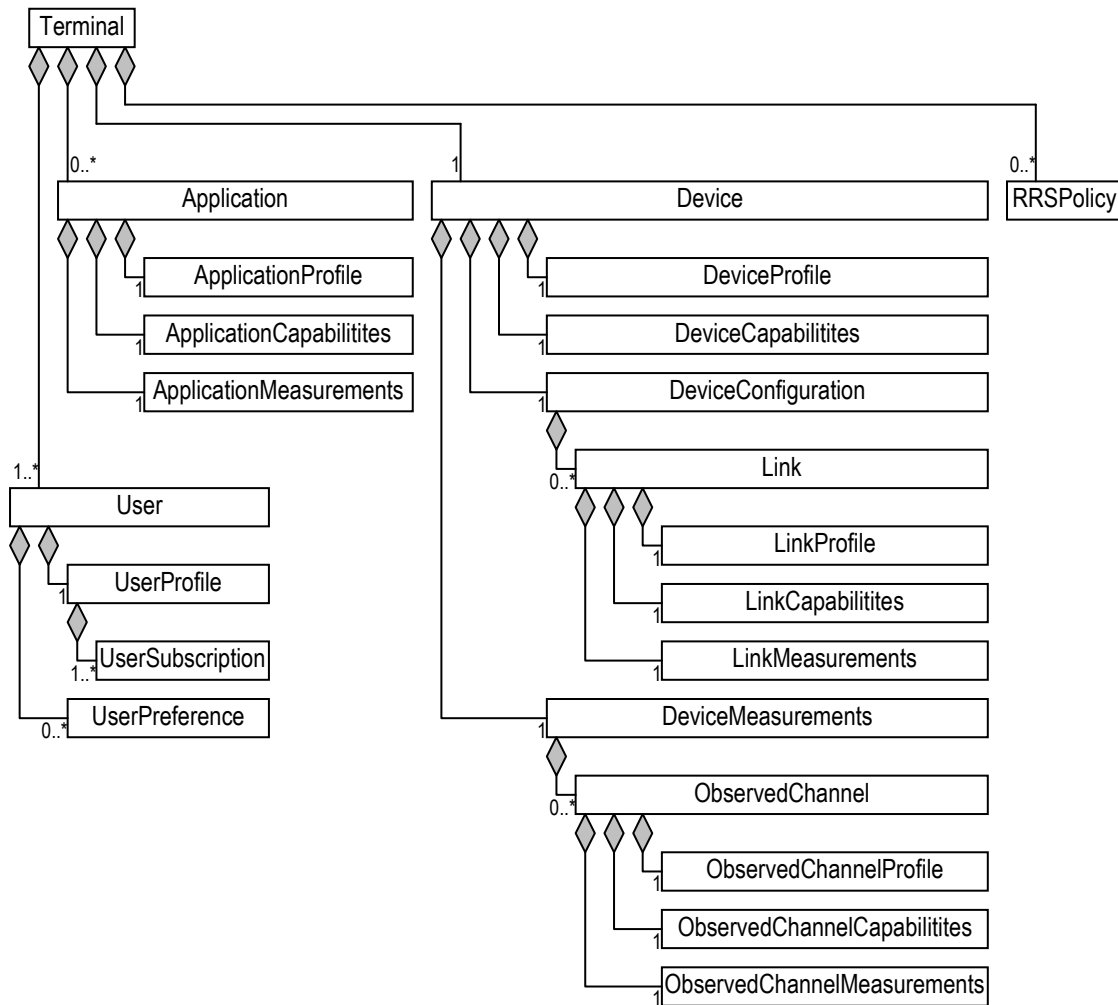 Terminal
0..*
1
0..*
Application
Device
RRSPolicy
ApplicationProfile
1
DeviceProfile
1
ApplicationCapabilitites
1
DeviceCapabilitites
1
ApplicationMeasurements
1
DeviceConfiguration
1
1..*
Link
0..*
User
LinkProfile
1
UserProfile
1
LinkCapabilitites
1
UserSubscription
1..*
LinkMeasurements
1
UserPreference
0..*
DeviceMeasurements
1
ObservedChannel
0..*
ObservedChannelProfile
1
ObservedChannelCapabilitites
1
ObservedChannelMeasurements
1